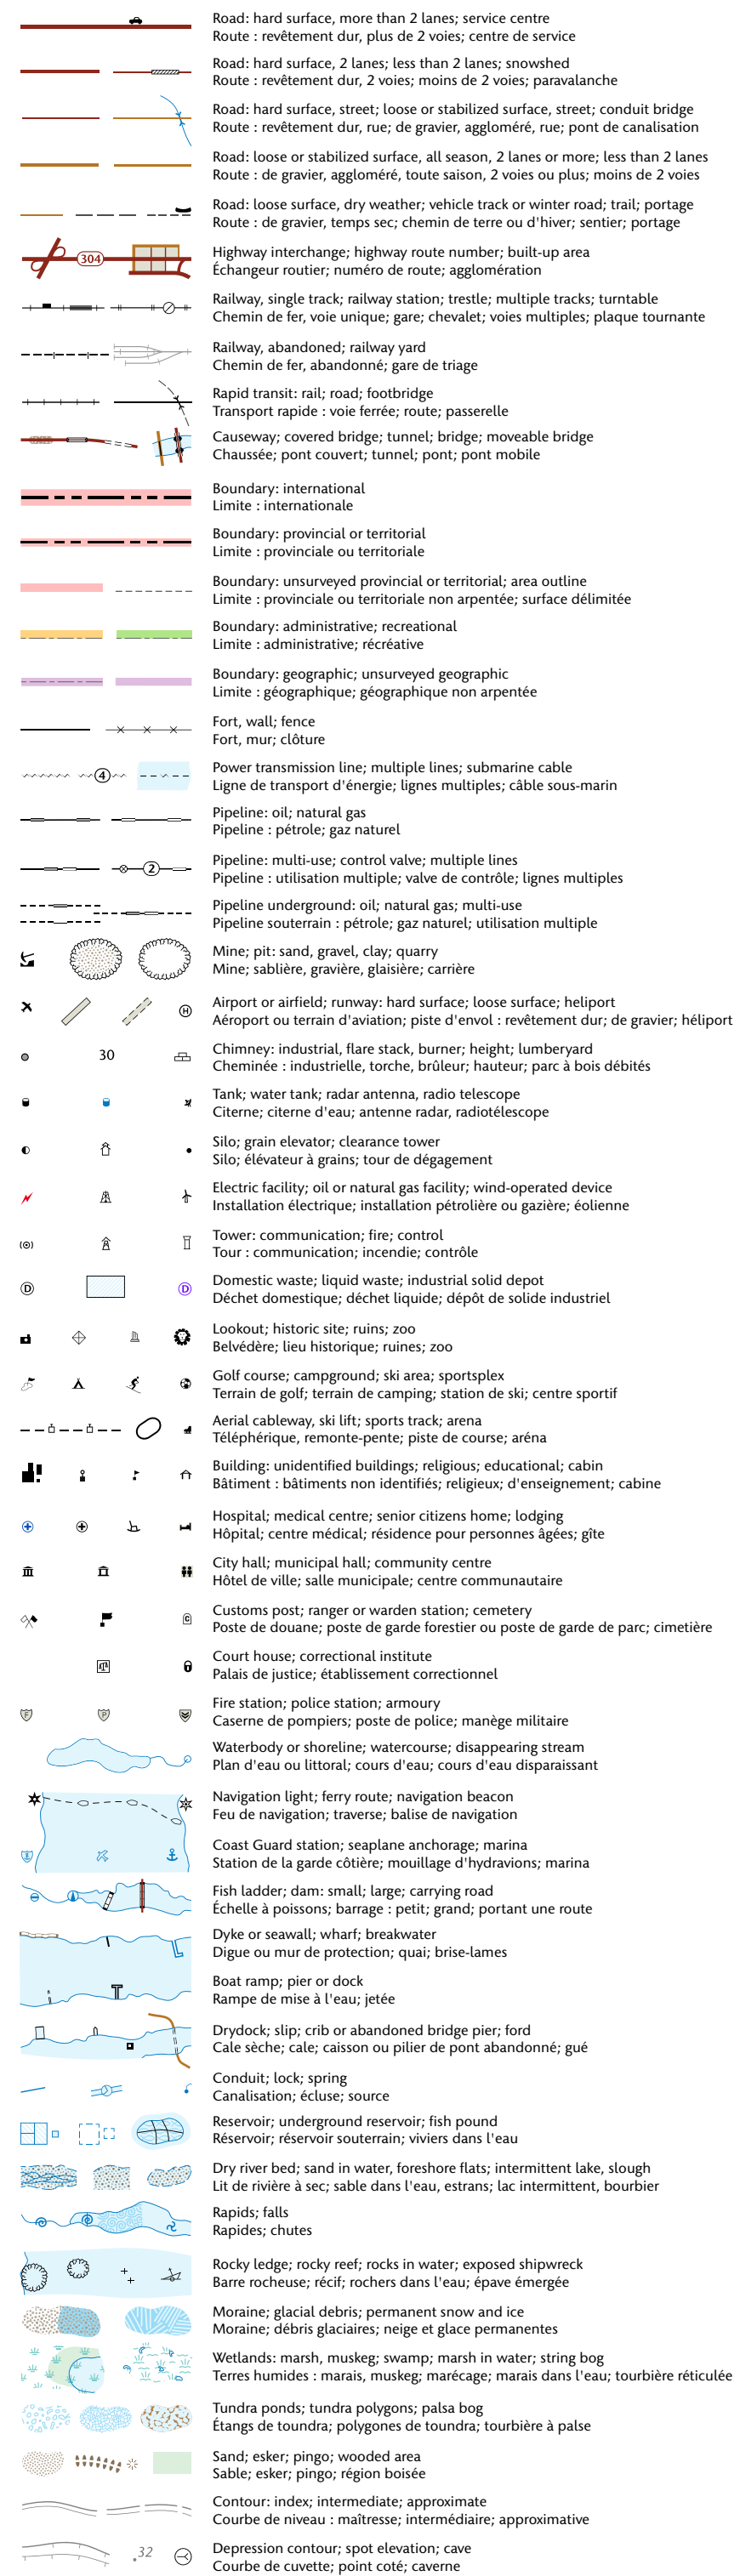 Road: hard surface, more than 2 lanes; service centre
Route : revêtement dur, plus de 2 voies; centre de service
Road: hard surface, 2 lanes; less than 2 lanes; snowshed
Route : revêtement dur, 2 voies; moins de 2 voies; paravalanche
Road: hard surface, street; loose or stabilized surface, street; conduit bridge
Route : revêtement dur, rue; de gravier, aggloméré, rue; pont de canalisation
Road: loose or stabilized surface, all season, 2 lanes or more; less than 2 lanes
Route : de gravier, aggloméré, toute saison, 2 voies ou plus; moins de 2 voies
Road: loose surface, dry weather; vehicle track or winter road; trail; portage
Route : de gravier, temps sec; chemin de terre ou d'hiver; sentier; portage
304
Highway interchange; highway route number; built-up area
Échangeur routier; numéro de route; agglomération
Railway, single track; railway station; trestle; multiple tracks; turntable
Chemin de fer, voie unique; gare; chevalet; voies multiples; plaque tournante
Railway, abandoned; railway yard
Chemin de fer, abandonné; gare de triage
Rapid transit: rail; road; footbridge
Transport rapide : voie ferrée; route; passerelle
Causeway; covered bridge; tunnel; bridge; moveable bridge
Chaussée; pont couvert; tunnel; pont; pont mobile
Boundary: international
Limite : internationale
Boundary: provincial or territorial
Limite : provinciale ou territoriale
Boundary: unsurveyed provincial or territorial; area outline
Limite : provinciale ou territoriale non arpentée; surface délimitée
Boundary: administrative; recreational
Limite : administrative; récréative
Boundary: geographic; unsurveyed geographic
Limite : géographique; géographique non arpentée
Fort, wall; fence
Fort, mur; clôture
4
Power transmission line; multiple lines; submarine cable
Ligne de transport d'énergie; lignes multiples; câble sous-marin
Pipeline: oil; natural gas
Pipeline : pétrole; gaz naturel
2
Pipeline: multi-use; control valve; multiple lines
Pipeline : utilisation multiple; valve de contrôle; lignes multiples
Pipeline underground: oil; natural gas; multi-use
Pipeline souterrain : pétrole; gaz naturel; utilisation multiple
Mine; pit: sand, gravel, clay; quarry
Mine; sablière, gravière, glaisière; carrière
H
Airport or airfield; runway: hard surface; loose surface; heliport
Aéroport ou terrain d'aviation; piste d'envol : revêtement dur; de gravier; héliport
30
Chimney: industrial, flare stack, burner; height; lumberyard
Cheminée : industrielle, torche, brûleur; hauteur; parc à bois débités
Tank; water tank; radar antenna, radio telescope
Citerne; citerne d'eau; antenne radar, radiotélescope
Silo; grain elevator; clearance tower
Silo; élévateur à grains; tour de dégagement
Electric facility; oil or natural gas facility; wind-operated device
Installation électrique; installation pétrolière ou gazière; éolienne
Tower: communication; fire; control
Tour : communication; incendie; contrôle
D D
Domestic waste; liquid waste; industrial solid depot
Déchet domestique; déchet liquide; dépôt de solide industriel
Lookout; historic site; ruins; zoo
Belvédère; lieu historique; ruines; zoo
Golf course; campground; ski area; sportsplex
Terrain de golf; terrain de camping; station de ski; centre sportif
Aerial cableway, ski lift; sports track; arena
Téléphérique, remonte-pente; piste de course; aréna
Building: unidentified buildings; religious; educational; cabin
Bâtiment : bâtiments non identifiés; religieux; d'enseignement; cabine
Hospital; medical centre; senior citizens home; lodging
Hôpital; centre médical; résidence pour personnes âgées; gîte
City hall; municipal hall; community centre
Hôtel de ville; salle municipale; centre communautaire
C
Customs post; ranger or warden station; cemetery
Poste de douane; poste de garde forestier ou poste de garde de parc; cimetière
Court house; correctional institute
Palais de justice; établissement correctionnel
F P
Fire station; police station; armoury
Caserne de pompiers; poste de police; manège militaire
Waterbody or shoreline; watercourse; disappearing stream
Plan d'eau ou littoral; cours d'eau; cours d'eau disparaissant
Navigation light; ferry route; navigation beacon
Feu de navigation; traverse; balise de navigation
Coast Guard station; seaplane anchorage; marina
Station de la garde côtière; mouillage d'hydravions; marina
Fish ladder; dam: small; large; carrying road
Échelle à poissons; barrage : petit; grand; portant une route
Dyke or seawall; wharf; breakwater
Digue ou mur de protection; quai; brise-lames
Boat ramp; pier or dock
Rampe de mise à l'eau; jetée
Drydock; slip; crib or abandoned bridge pier; ford
Cale sèche; cale; caisson ou pilier de pont abandonné; gué
Conduit; lock; spring
Canalisation; écluse; source
Reservoir; underground reservoir; fish pound
Réservoir; réservoir souterrain; viviers dans l'eau
Dry river bed; sand in water, foreshore flats; intermittent lake, slough
Lit de rivière à sec; sable dans l'eau, estrans; lac intermittent, bourbier
Rapids; falls
Rapides; chutes
Rocky ledge; rocky reef; rocks in water; exposed shipwreck
Barre rocheuse; récif; rochers dans l'eau; épave émergée
Moraine; glacial debris; permanent snow and ice
Moraine; débris glaciaires; neige et glace permanentes
Wetlands: marsh, muskeg; swamp; marsh in water; string bog
Terres humides : marais, muskeg; marécage; marais dans l'eau; tourbière réticulée
Tundra ponds; tundra polygons; palsa bog
Étangs de toundra; polygones de toundra; tourbière à palse
Sand; esker; pingo; wooded area
Sable; esker; pingo; région boisée
Contour: index; intermediate; approximate
Courbe de niveau : maîtresse; intermédiaire; approximative
.32
Depression contour; spot elevation; cave
Courbe de cuvette; point coté; caverne